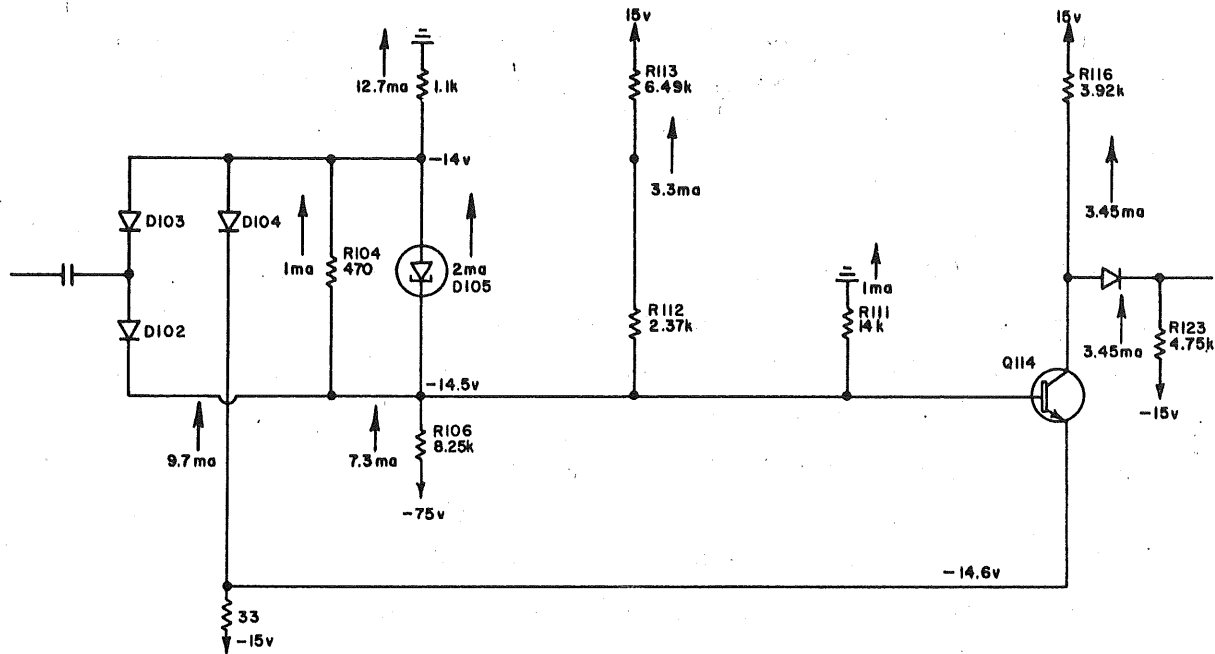 15v
15v
12.7ma
1.1k
R113
6.49k
R116
3.92k
-14v
3.3ma
3.45ma
D103
D104
1ma
R104
470
2ma
D105
1ma
D102
R112
2.37k
R111
14k
3.45ma
R123
4.75k
Q114
-14.5v
-15v
9.7ma
7.3ma
R106
8.25k
-75v
-14.6v
33
-15v